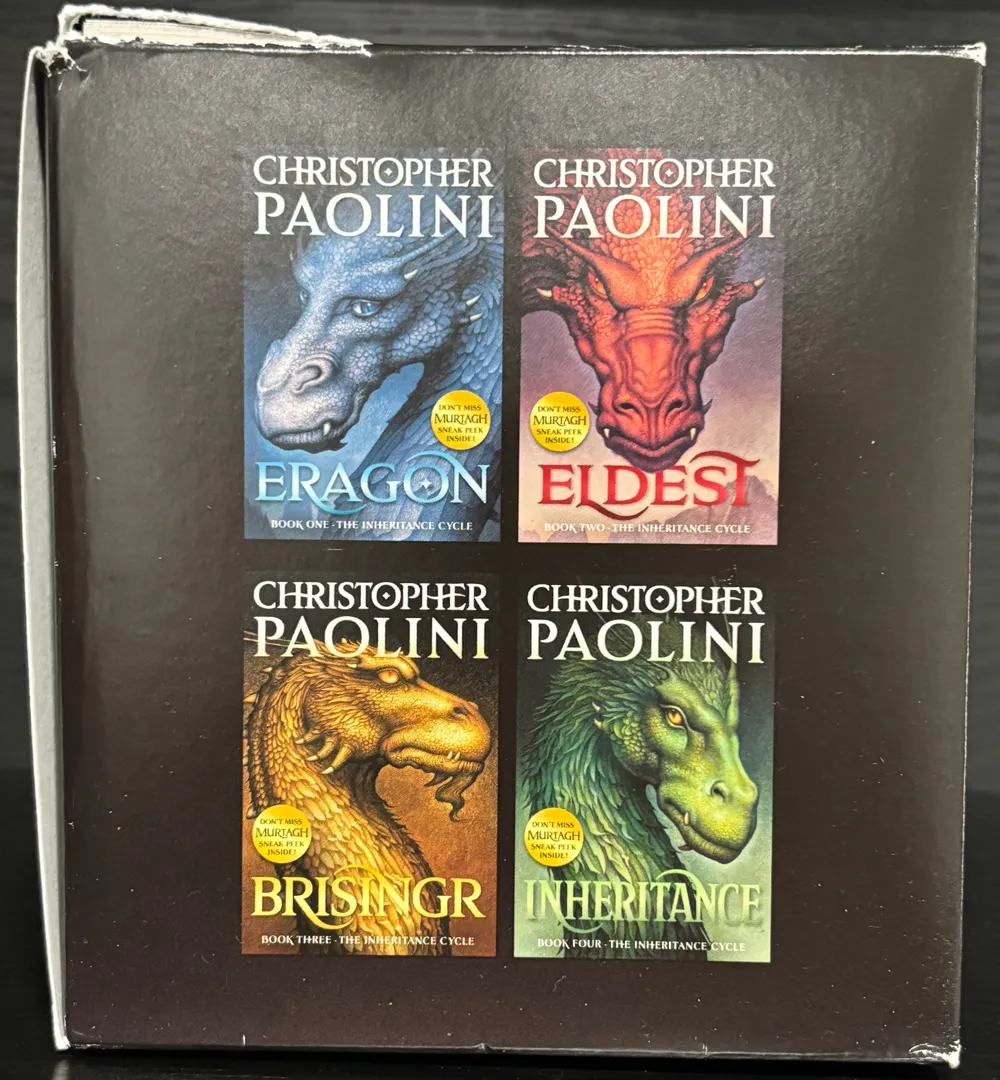 CHRISTOPHER
PAOLINI
DON'T MISS
MURTAGH
SNEAK PEEK
INSIDE!
ERAGON
BOOK ONE · THE INHERITANCE CYCLE
CHRISTOPHER
PAOLINI
DON'T MISS
MURTAGH
SNEAK PEEK
INSIDE!
ELDEST
BOOK TWO · THE INHERITANCE CYCLE
CHRISTOPHER
PAOLINI
DON'T MISS
MURTAGH
SNEAK PEEK
INSIDE!
BRISINGR
BOOK THREE · THE INHERITANCE CYCLE
CHRISTOPHER
PAOLINI
DON'T MISS
MURTAGH
SNEAK PEEK
INSIDE!
INHERITANCE
BOOK FOUR · THE INHERITANCE CYCLE